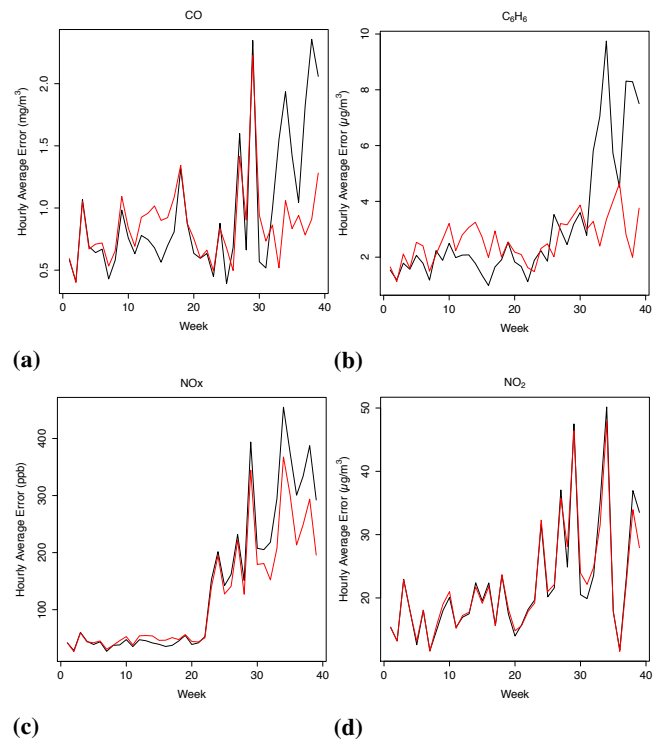 CO
Hourly Average Error (mg/m³)
2.0
1.5
1.0
0.5
0 10 20 30 40
Week
(a)
C₆H₆
Hourly Average Error (µg/m³)
10
8
6
4
2
0 10 20 30 40
Week
(b)
NOx
Hourly Average Error (ppb)
400
300
200
100
0 10 20 30 40
Week
(c)
NO₂
Hourly Average Error (µg/m³)
50
40
30
20
0 10 20 30 40
Week
(d)